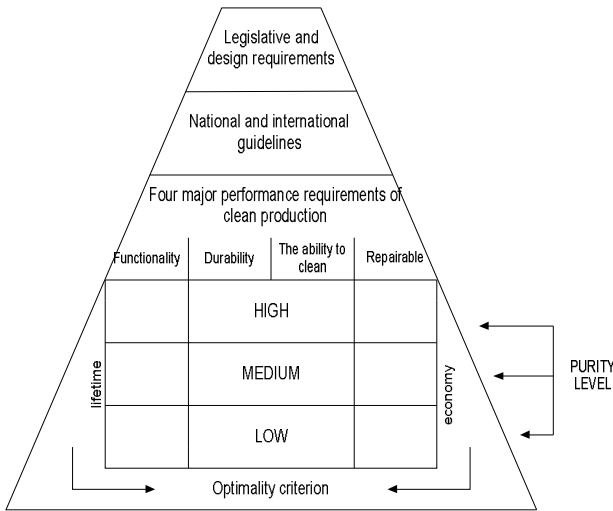 Legislative and
design requirements
National and international
guidelines
Four major performance requirements of
clean production
Functionality
Durability
The ability to
clean
Repairable
HIGH
MEDIUM
LOW
lifetime
economy
PURITY
LEVEL
Optimality criterion